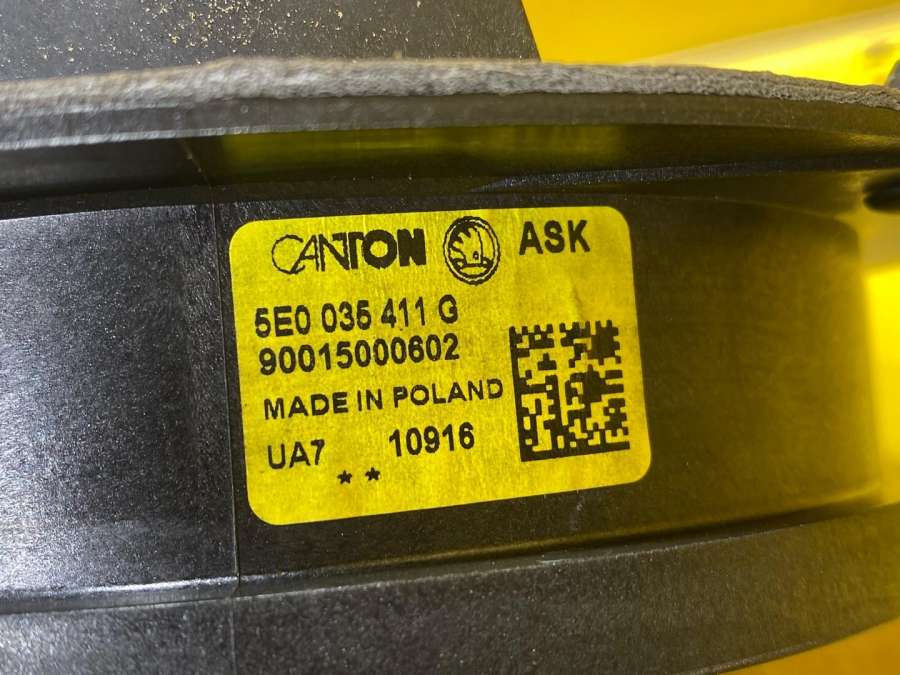 CANTON ASK
5E0 035 411 G
90015000602
MADE IN POLAND
UA7 10916